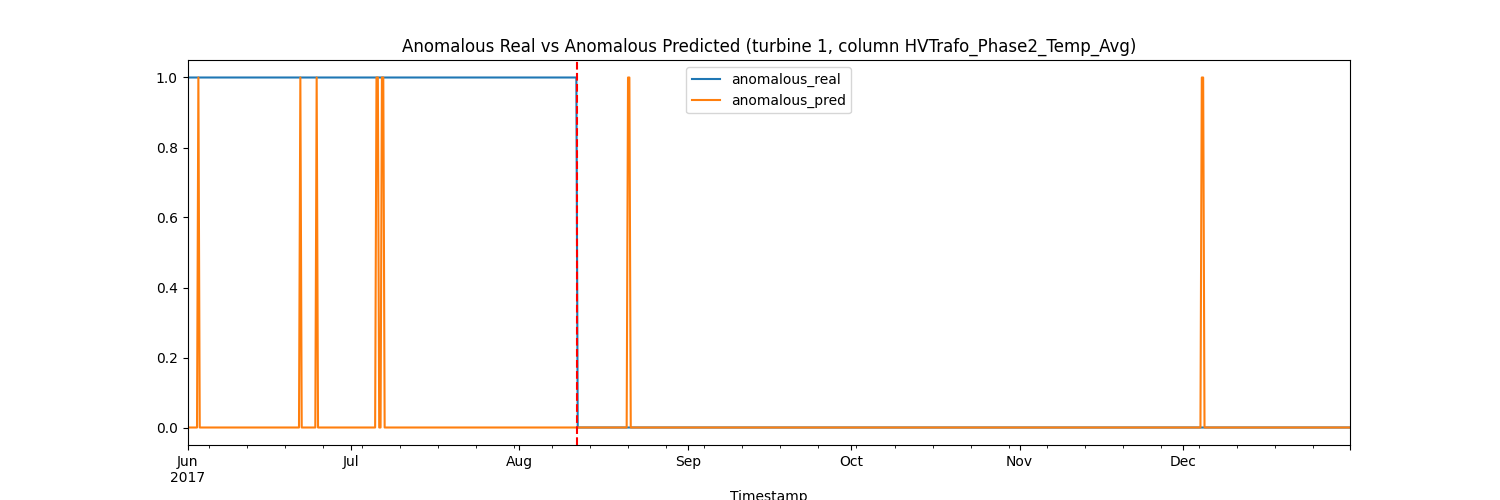 Anomalous Real vs Anomalous Predicted (turbine 1, column HVTrafo_Phase2_Temp_Avg)
anomalous_real
anomalous_pred
1.0
0.8
0.6
0.4
0.2
0.0
Jun Jul Aug Sep Oct Nov Dec
2017
Timestamp